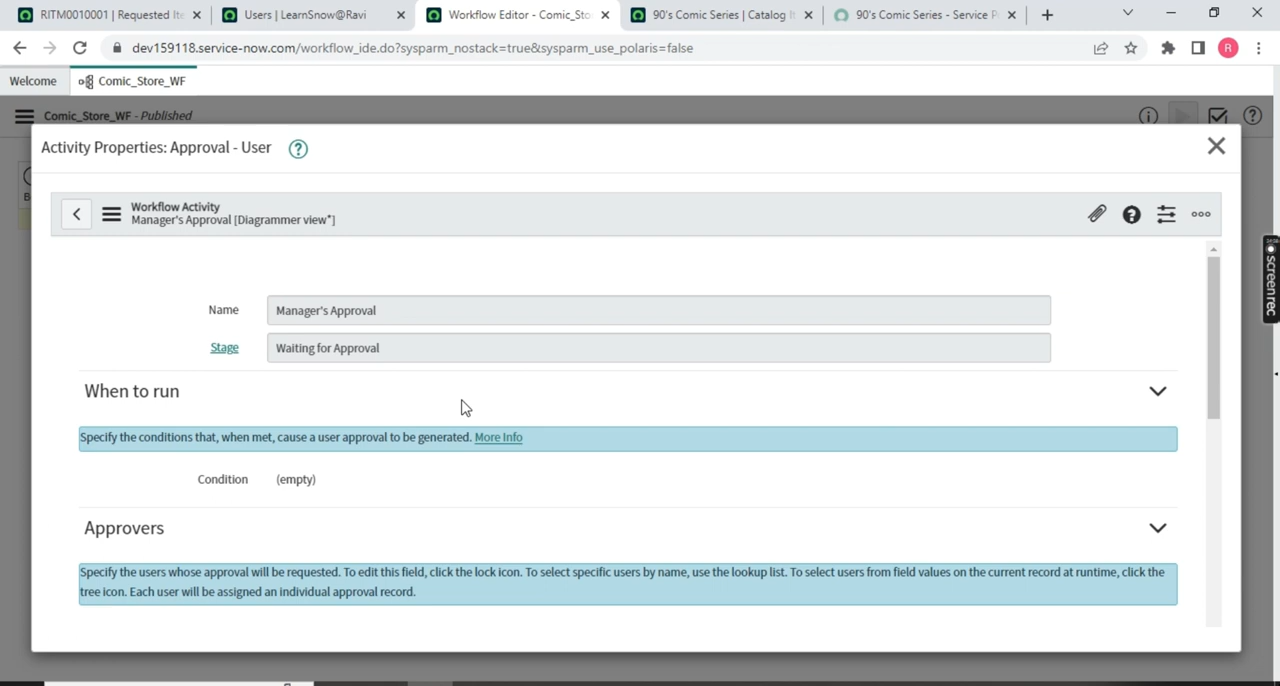 RITM0010001 | Requested Ite
Users | LearnSnow@Ravi
Workflow Editor - Comic_Sto
90's Comic Series | Catalog I
90's Comic Series - Service P
dev159118.service-now.com/workflow_ide.do?sysparm_nostack=true&sysparm_use_polaris=false
R
Welcome
Comic_Store_WF
Comic_Store_WF - Published
Activity Properties: Approval - User
Workflow Activity
Manager's Approval [Diagrammer view*]
Name
Manager's Approval
Stage
Waiting for Approval
When to run
Specify the conditions that, when met, cause a user approval to be generated. More Info
Condition
(empty)
Approvers
Specify the users whose approval will be requested. To edit this field, click the lock icon. To select specific users by name, use the lookup list. To select users from field values on the current record at runtime, click the
tree icon. Each user will be assigned an individual approval record.
screenrec